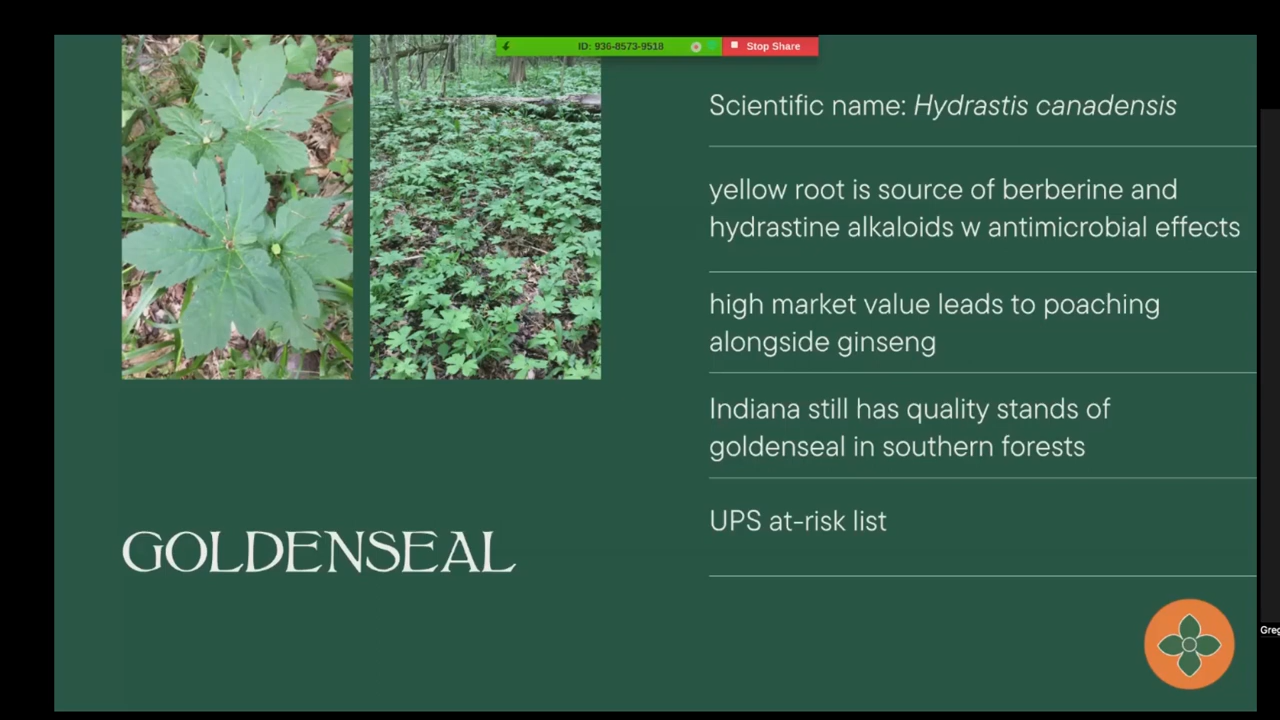 ID: 936-8573-9518
Stop Share
Scientific name: Hydrastis canadensis
yellow root is source of berberine and
hydrastine alkaloids w antimicrobial effects
high market value leads to poaching
alongside ginseng
Indiana still has quality stands of
goldenseal in southern forests
UPS at-risk list
GOLDENSEAL
Greg